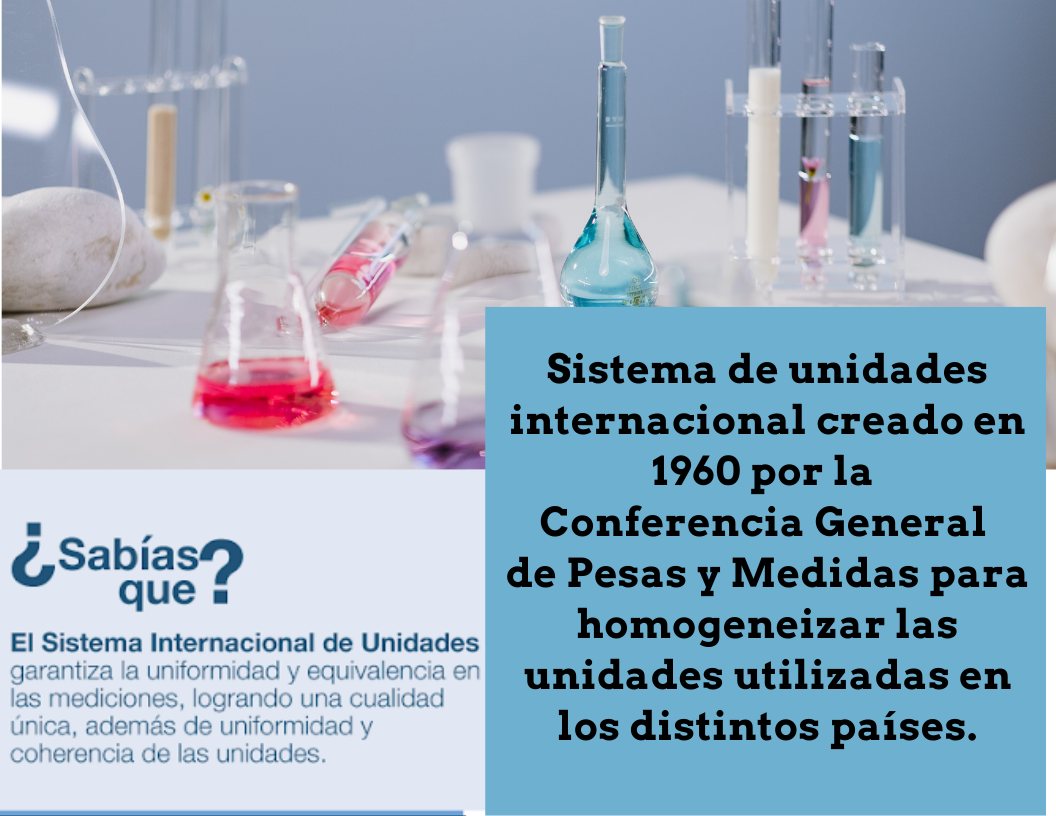 ¿Sabías
que?
El Sistema Internacional de Unidades
garantiza la uniformidad y equivalencia en
las mediciones, logrando una cualidad
única, además de uniformidad y
coherencia de las unidades.
Sistema de unidades
internacional creado en
1960 por la
Conferencia General
de Pesas y Medidas para
homogeneizar las
unidades utilizadas en
los distintos países.